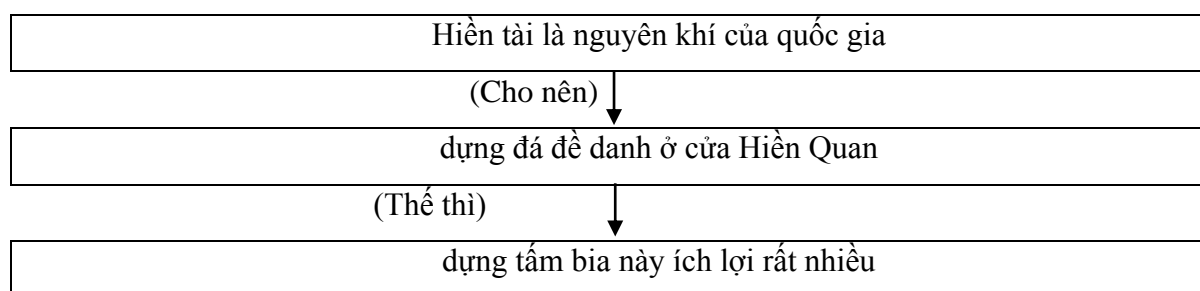 Hiền tài là nguyên khí của quốc gia
(Cho nên)
dựng đá đề danh ở cửa Hiền Quan
(Thế thì)
dựng tấm bia này ích lợi rất nhiều